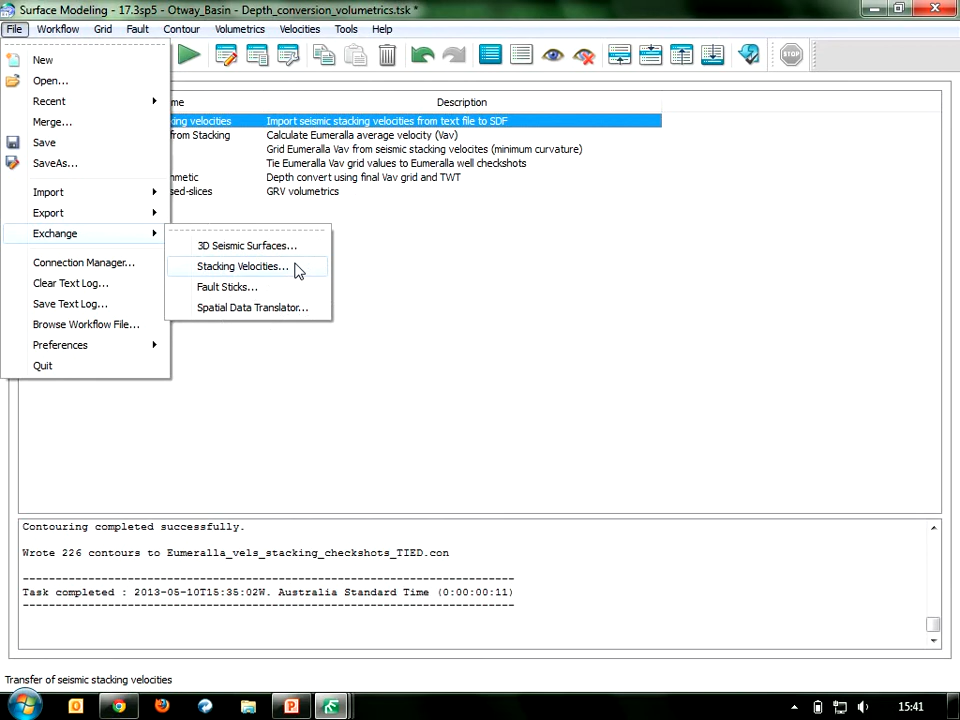 Surface Modeling - 17.3sp5 - Otway_Basin - Depth_conversion_volumetrics.tsk *
File Workflow Grid Fault Contour Volumetrics Velocities Tools Help
New
Open...
Recent
Merge...
Save
SaveAs...
Import
Export
Exchange
Connection Manager...
Clear Text Log...
Save Text Log...
Browse Workflow File...
Preferences
Quit
3D Seismic Surfaces...
Stacking Velocities...
Fault Sticks...
Spatial Data Translator...
STOP
me Description
ing velocities Import seismic stacking velocities from text file to SDF
from Stacking Calculate Eumeralla average velocity (Vav)
Grid Eumeralla Vav from seismic stacking velocites (minimum curvature)
Tie Eumeralla Vav grid values to Eumeralla well checkshots
metic Depth convert using final Vav grid and TWT
sed-slices GRV volumetrics
Contouring completed successfully.
Wrote 226 contours to Eumeralla_vels_stacking_checkshots_TIED.con
Task completed : 2013-05-10T15:35:02W. Australia Standard Time (0:00:00:11)
Transfer of seismic stacking velocities
15:41